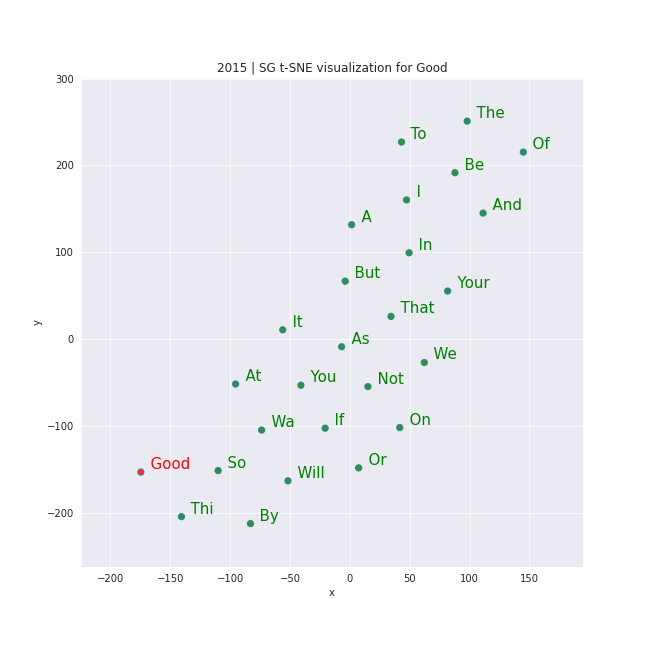 2015 | SG t-SNE visualization for Good
300
The
To
Of
200
Be
I
And
A
In
100
But
Your
That
It
0
As
We
At
You
Not
y
Wa
If
On
−100
Good
So
Or
Will
Thi
By
−200
−200 −150 −100 −50 0 50 100 150
x